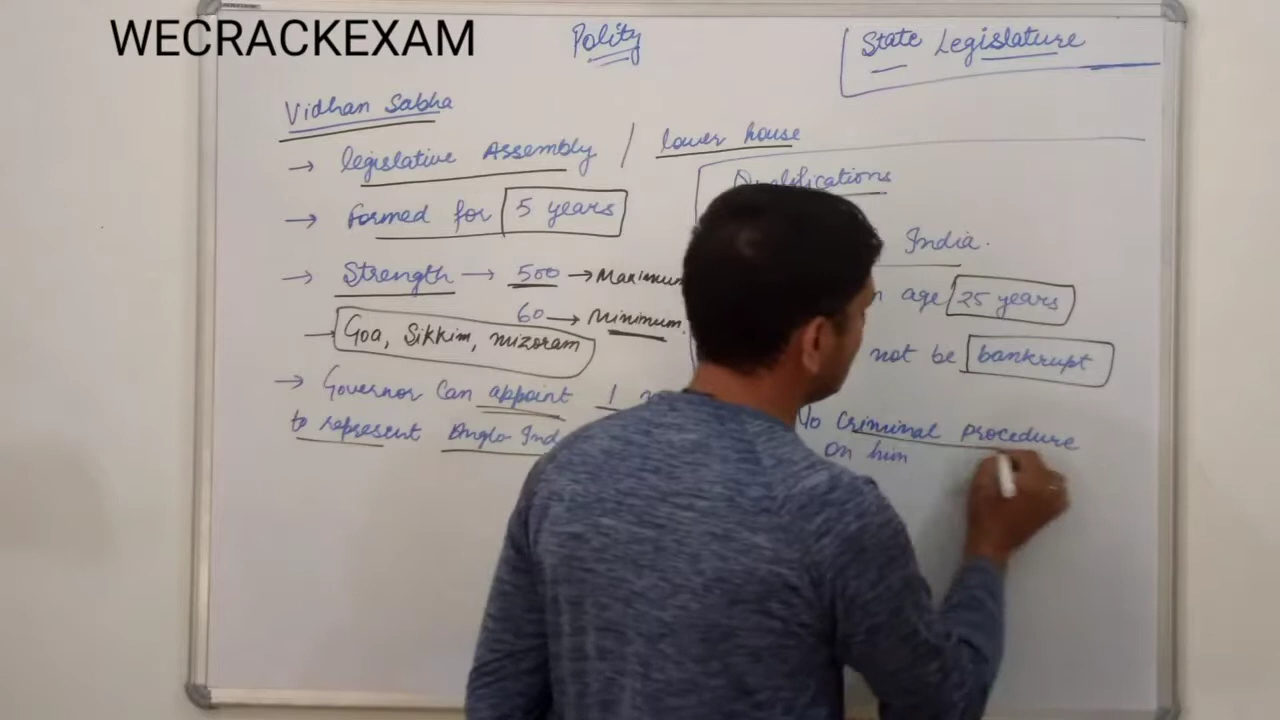 WECRACKEXAM
Polity
State Legislature
Vidhan Sabha
→ legislative Assembly / lower house
→ Formed for 5 years
→ Strength → 500 → Maximum
60 → Minimum.
→ Goa, Sikkim, mizoram
→ Governor Can appoint 1
to represent Anglo Ind
Qualifications
India.
age 25 years
not be bankrupt
No Criminal procedure
on him